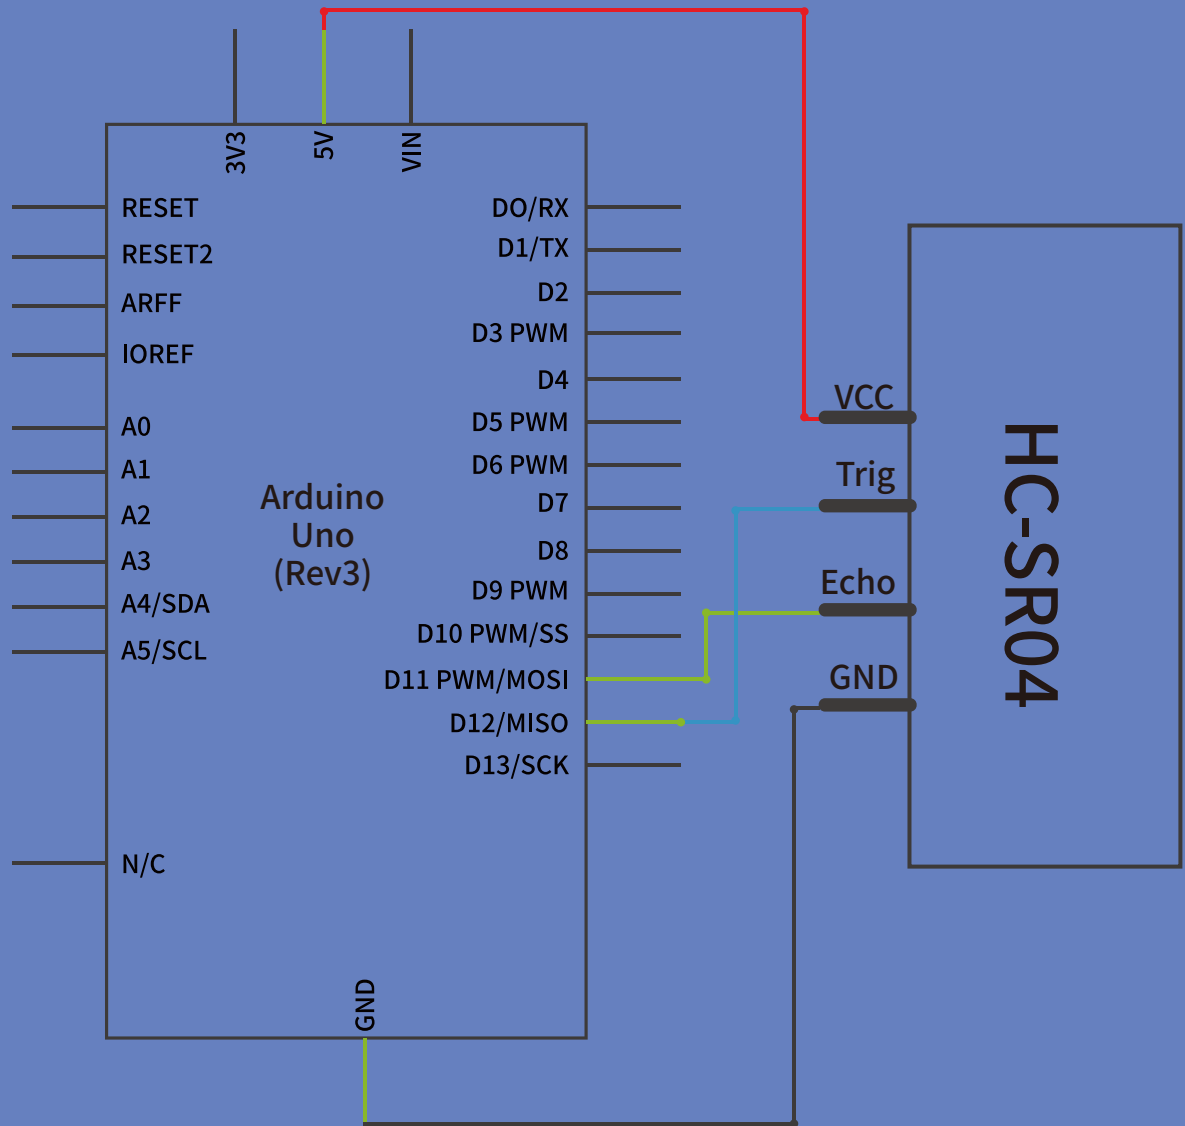 3V3
5V
VIN
RESET
RESET2
ARFF
IOREF
A0
A1
A2
A3
A4/SDA
A5/SCL
N/C
Arduino
Uno
(Rev3)
DO/RX
D1/TX
D2
D3 PWM
D4
D5 PWM
D6 PWM
D7
D8
D9 PWM
D10 PWM/SS
D11 PWM/MOSI
D12/MISO
D13/SCK
GND
VCC
Trig
Echo
GND
HC-SR04